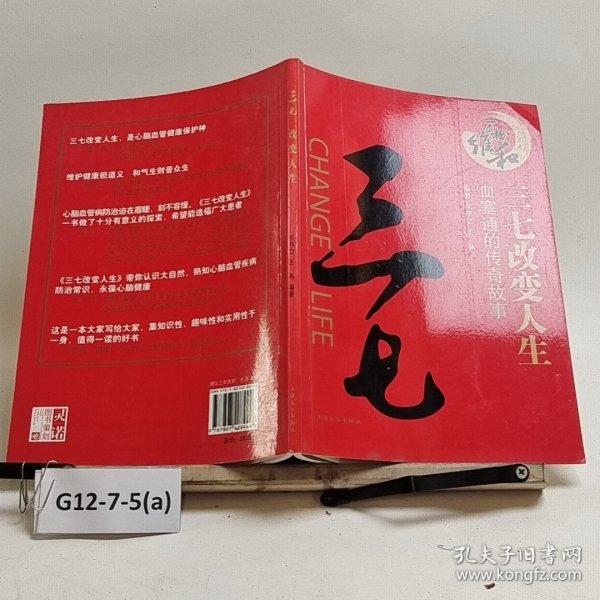 三七改变人生，是心脑血管健康保护神
维护健康担道义 和气生财普众生
心脑血管病防治迫在眉睫，刻不容缓，《三七改变人生》
一书做了十分有意义的探索，希望能造福广大患者
《三七改变人生》带你认识大自然，熟知心脑血管疾病
防治常识，永葆心脑健康
这是一本大家写给大家，集知识性、趣味性和实用性于
一身，值得一读的好书
灵诺
图书策划
三七 改变人生
CHANGE LIFE
三七
维和
三七改变人生
血塞通的传奇故事
G12-7-5(a)
孔夫子旧书网
www.kongfz.com